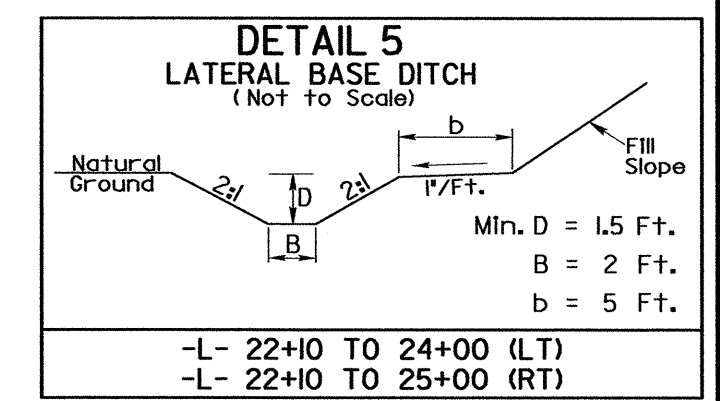 DETAIL 5
LATERAL BASE DITCH
(Not to Scale)
b
Natural
Ground
2:1
D
2:1
1"/Ft.
Fill
Slope
B
Min. D = 1.5 Ft.
B = 2 Ft.
b = 5 Ft.
-L- 22+10 TO 24+00 (LT)
-L- 22+10 TO 25+00 (RT)